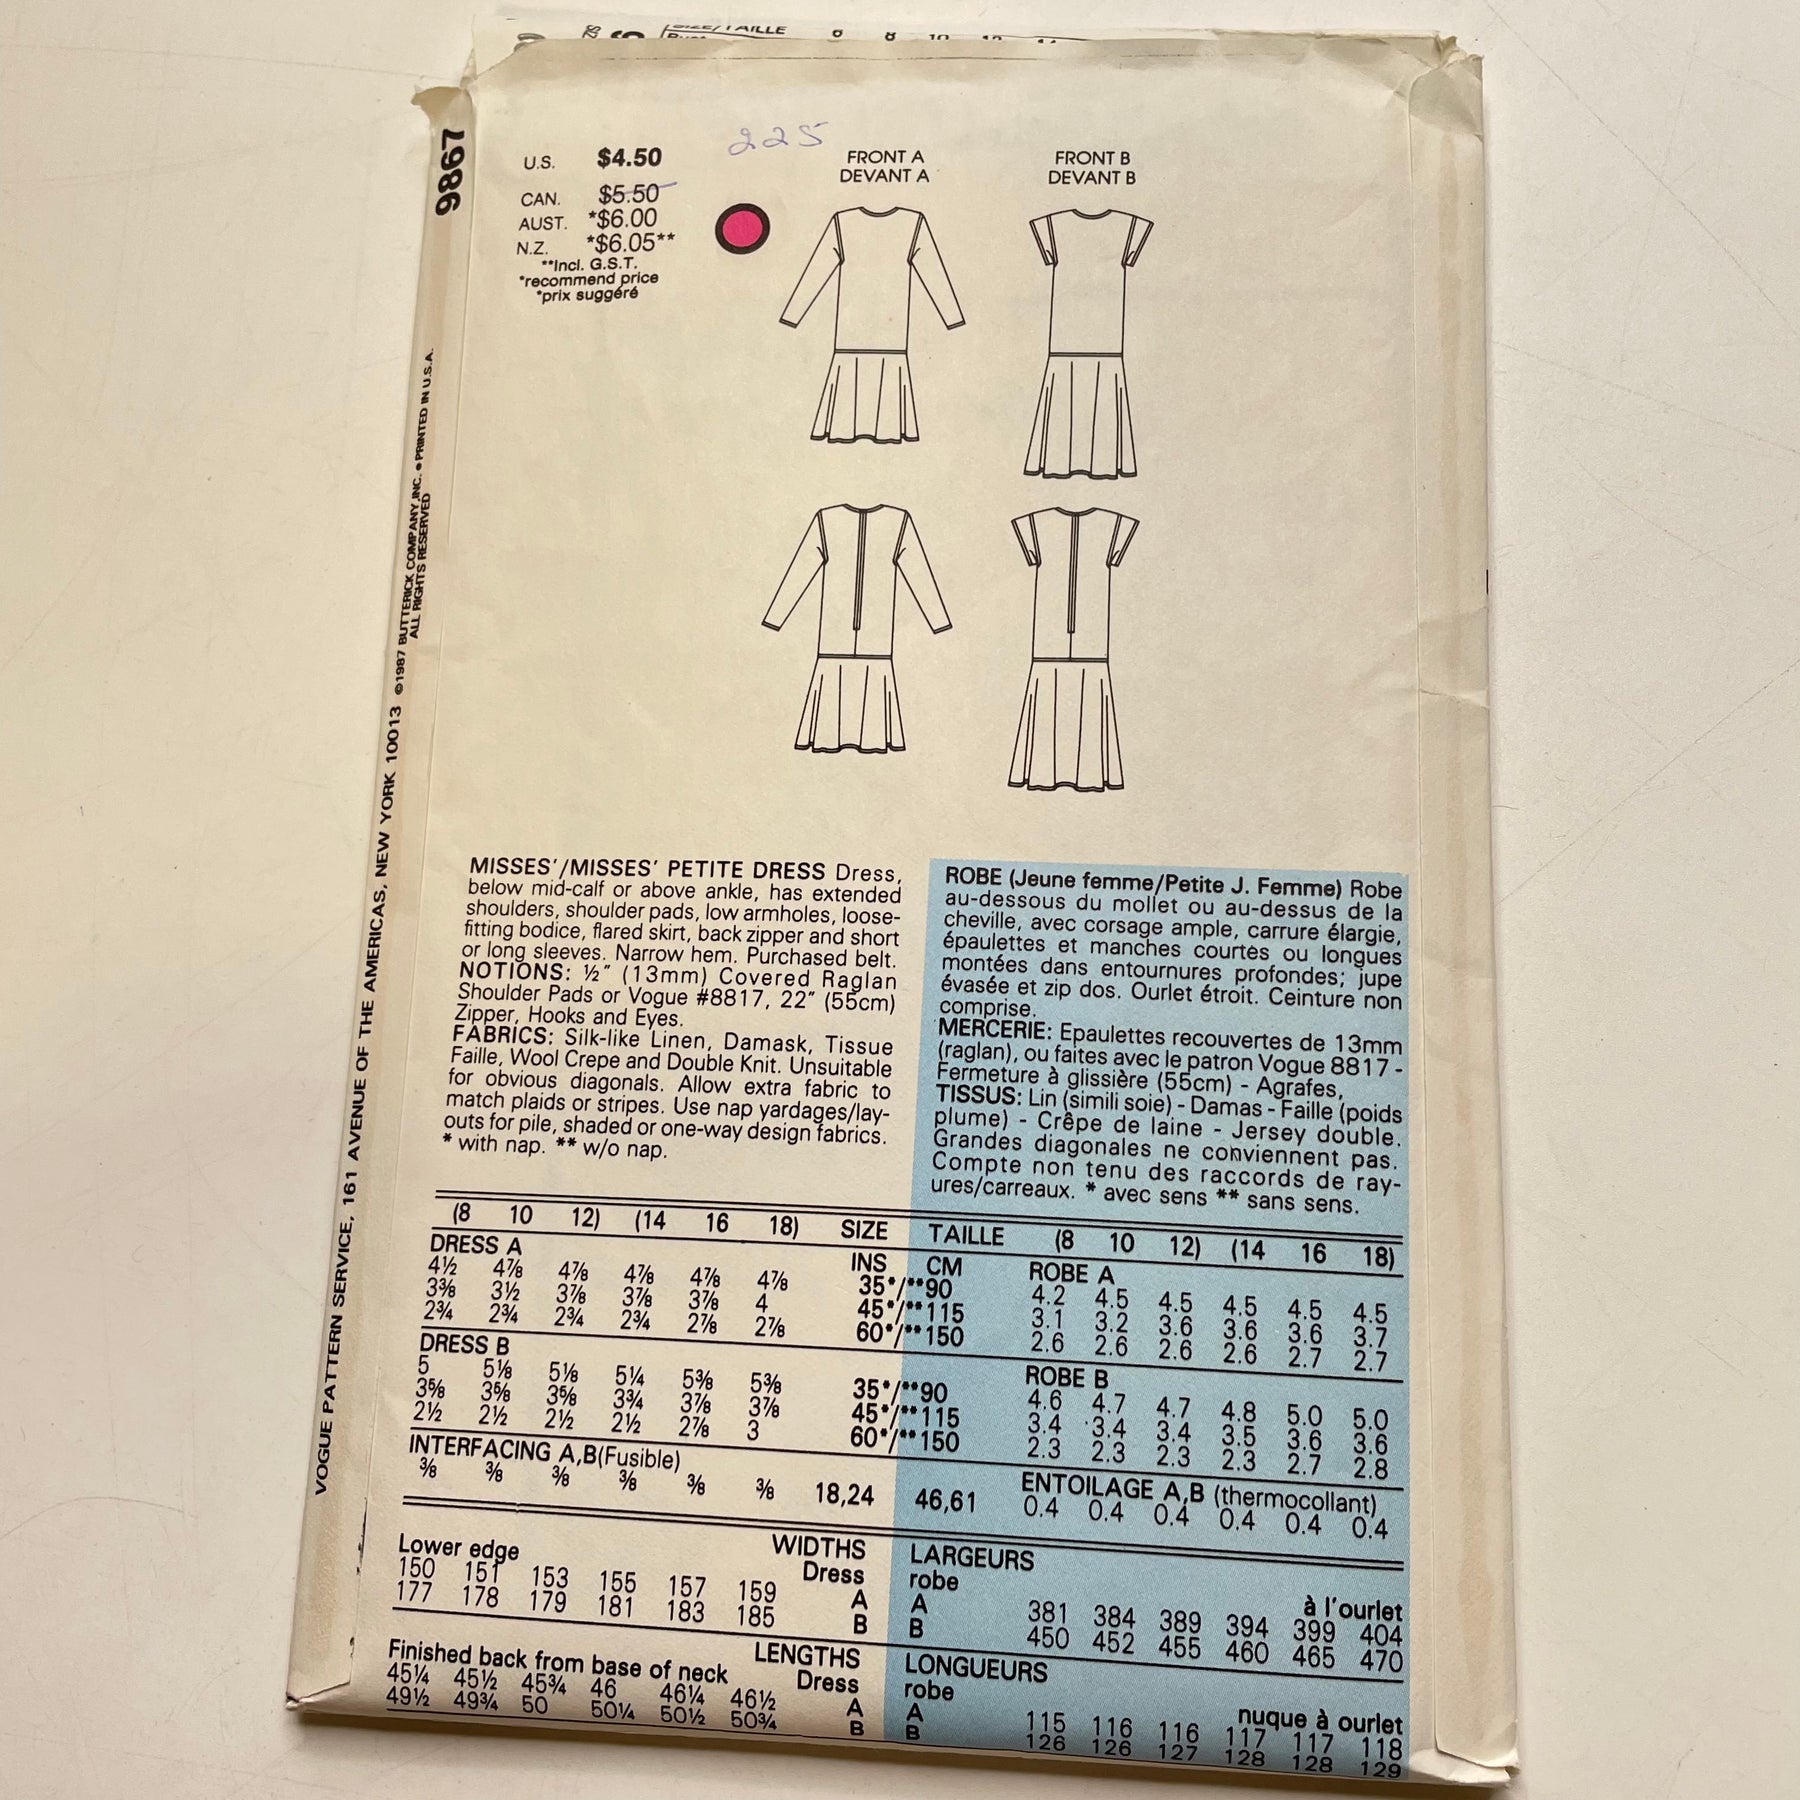 SIZE/TAILLE 6 8 10 12 14
9867
U.S. $4.50
CAN. $5.50
AUST. *$6.00
N.Z. *$6.05**
**Incl. G.S.T.
*recommend price
*prix suggéré
225
FRONT A
DEVANT A
FRONT B
DEVANT B
VOGUE PATTERN SERVICE, 161 AVENUE OF THE AMERICAS, NEW YORK 10013 ©1987 BUTTERICK COMPANY, INC. • PRINTED IN U.S.A.
ALL RIGHTS RESERVED
MISSES'/MISSES' PETITE DRESS Dress,
below mid-calf or above ankle, has extended
shoulders, shoulder pads, low armholes, loose-
fitting bodice, flared skirt, back zipper and short
or long sleeves. Narrow hem. Purchased belt.
NOTIONS: ½" (13mm) Covered Raglan
Shoulder Pads or Vogue #8817, 22" (55cm)
Zipper, Hooks and Eyes.
FABRICS: Silk-like Linen, Damask, Tissue
Faille, Wool Crepe and Double Knit. Unsuitable
for obvious diagonals. Allow extra fabric to
match plaids or stripes. Use nap yardages/lay-
outs for pile, shaded or one-way design fabrics.
* with nap. ** w/o nap.
ROBE (Jeune femme/Petite J. Femme) Robe
au-dessous du mollet ou au-dessus de la
cheville, avec corsage ample, carrure élargie,
épaulettes et manches courtes ou longues
montées dans entournures profondes; jupe
évasée et zip dos. Ourlet étroit. Ceinture non
comprise.
MERCERIE: Epaulettes recouvertes de 13mm
(raglan), ou faites avec le patron Vogue 8817 -
Fermeture à glissière (55cm) - Agrafes,
TISSUS: Lin (simili soie) - Damas - Faille (poids
plume) - Crêpe de laine - Jersey double.
Grandes diagonales ne conviennent pas.
Compte non tenu des raccords de ray-
ures/carreaux. * avec sens ** sans sens.
(8 10 12) (14 16 18) SIZE TAILLE (8 10 12) (14 16 18)
DRESS A INS CM ROBE A
4½ 4⅞ 4⅞ 4⅞ 4⅞ 4⅞ 35*/**90 4.2 4.5 4.5 4.5 4.5 4.5
3⅜ 3½ 3⅞ 3⅞ 3⅞ 4 45*/**115 3.1 3.2 3.6 3.6 3.6 3.7
2¾ 2¾ 2¾ 2¾ 2⅞ 2⅞ 60*/**150 2.6 2.6 2.6 2.6 2.7 2.7
DRESS B ROBE B
5 5⅛ 5⅛ 5¼ 5⅜ 5⅜ 35*/**90 4.6 4.7 4.7 4.8 5.0 5.0
3⅝ 3⅝ 3⅝ 3¾ 3⅞ 3⅞ 45*/**115 3.4 3.4 3.4 3.5 3.6 3.6
2½ 2½ 2½ 2½ 2⅞ 3 60*/**150 2.3 2.3 2.3 2.3 2.7 2.8
INTERFACING A,B(Fusible) ENTOILAGE A,B (thermocollant)
⅜ ⅜ ⅜ ⅜ ⅜ ⅜ 18,24 46,61 0.4 0.4 0.4 0.4 0.4 0.4
Lower edge WIDTHS LARGEURS à l'ourlet
Dress robe
150 151 153 155 157 159 A A 381 384 389 394 399 404
177 178 179 181 183 185 B B 450 452 455 460 465 470
Finished back from base of neck LENGTHS LONGUEURS nuque à ourlet
Dress robe
45¼ 45½ 45¾ 46 46¼ 46½ A A 115 116 116 117 117 118
49½ 49¾ 50 50¼ 50½ 50¾ B B 126 126 127 128 128 129